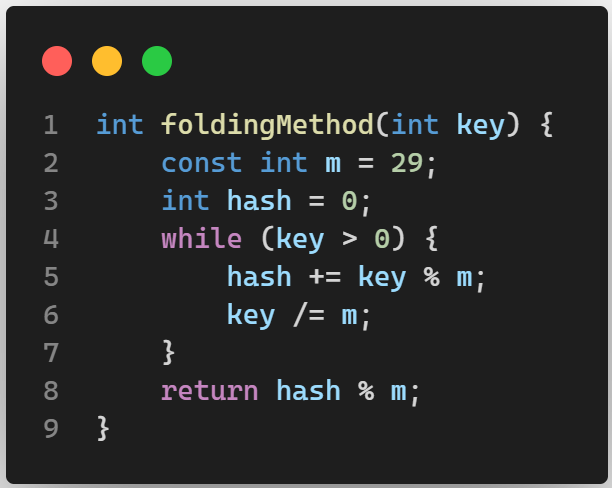 1 int foldingMethod(int key) {
2     const int m = 29;
3     int hash = 0;
4     while (key > 0) {
5         hash += key % m;
6         key /= m;
7     }
8     return hash % m;
9 }